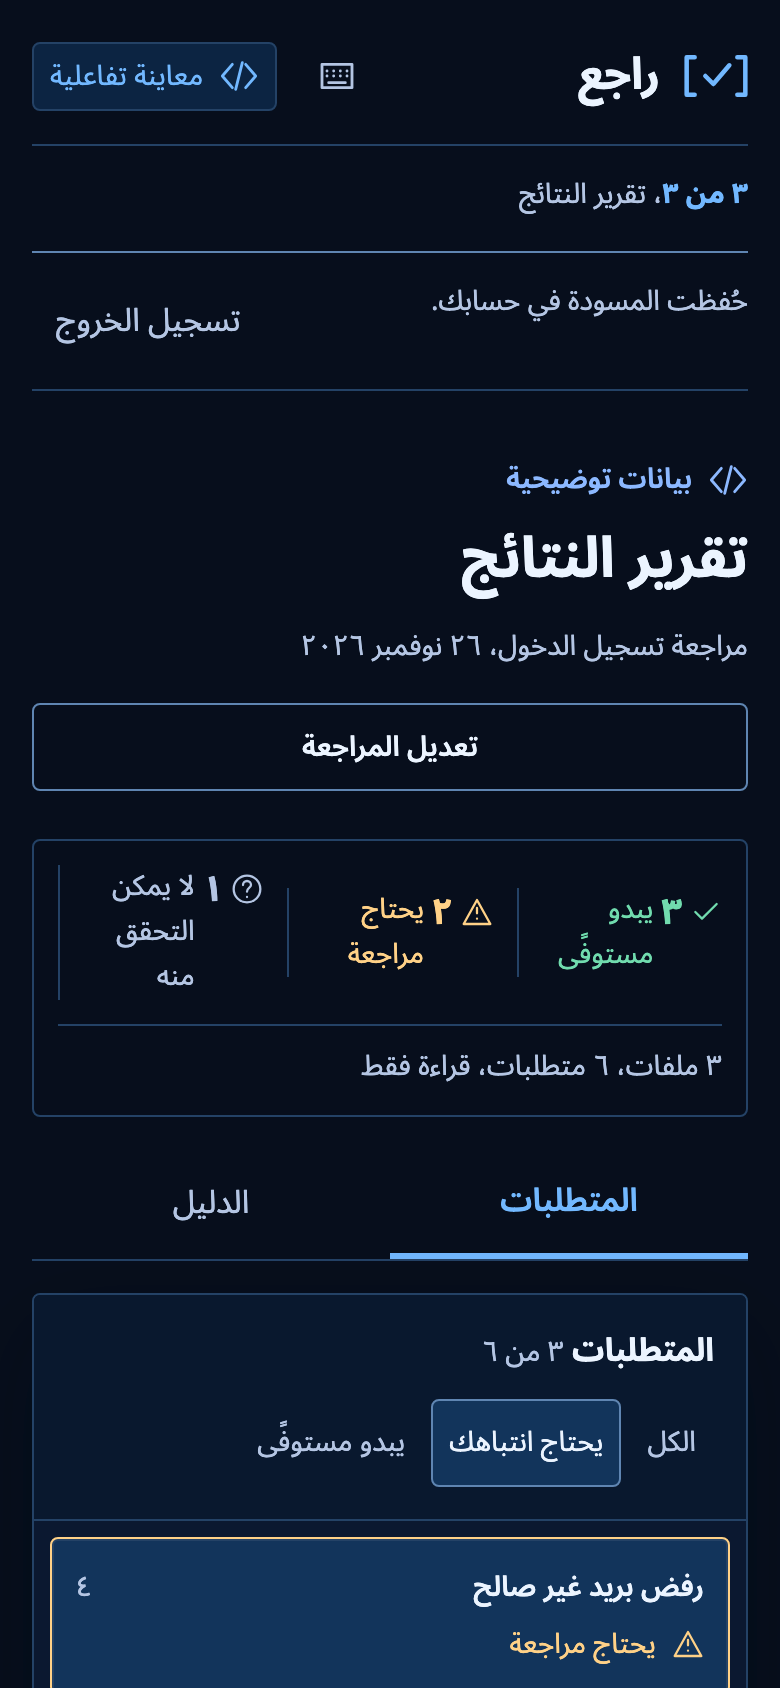 راجع
معاينة تفاعلية
٣ من ٣، تقرير النتائج
حُفظت المسودة في حسابك.
تسجيل الخروج
بيانات توضيحية
تقرير النتائج
مراجعة تسجيل الدخول، ٢٦ نوفمبر ٢٠٢٦
تعديل المراجعة
٣ يبدو
مستوفًى
٢ يحتاج
مراجعة
١ لا يمكن
التحقق
منه
٣ ملفات، ٦ متطلبات، قراءة فقط
المتطلبات
الدليل
المتطلبات ٣ من ٦
الكل
يحتاج انتباهك
يبدو مستوفًى
رفض بريد غير صالح
٤
يحتاج مراجعة